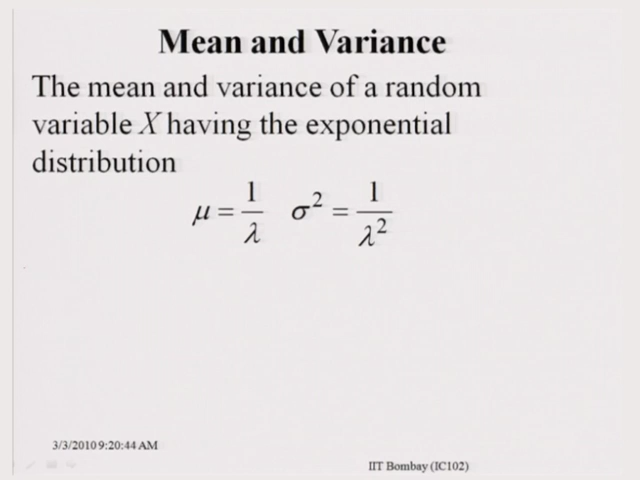 Mean and Variance
The mean and variance of a random
variable X having the exponential
distribution
μ = 1/λ   σ² = 1/λ²
3/3/2010 9:20:44 AM
IIT Bombay (IC102)